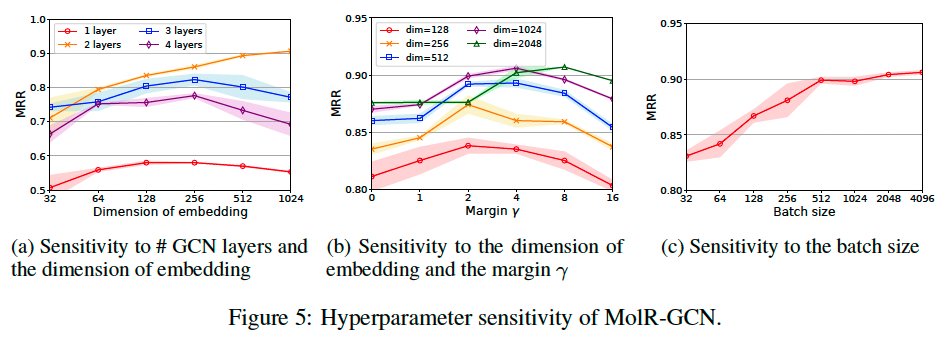 1 layer
2 layers
3 layers
4 layers
MRR
1.0
0.9
0.8
0.7
0.6
0.5
32 64 128 256 512 1024
Dimension of embedding
dim=128
dim=256
dim=512
dim=1024
dim=2048
MRR
0.95
0.90
0.85
0.80
0 1 2 4 8 16
Margin γ
MRR
0.95
0.90
0.85
0.80
32 64 128 256 512 1024 2048 4096
Batch size
(a) Sensitivity to # GCN layers and
the dimension of embedding
(b) Sensitivity to the dimension of
embedding and the margin γ
(c) Sensitivity to the batch size
Figure 5: Hyperparameter sensitivity of MolR-GCN.